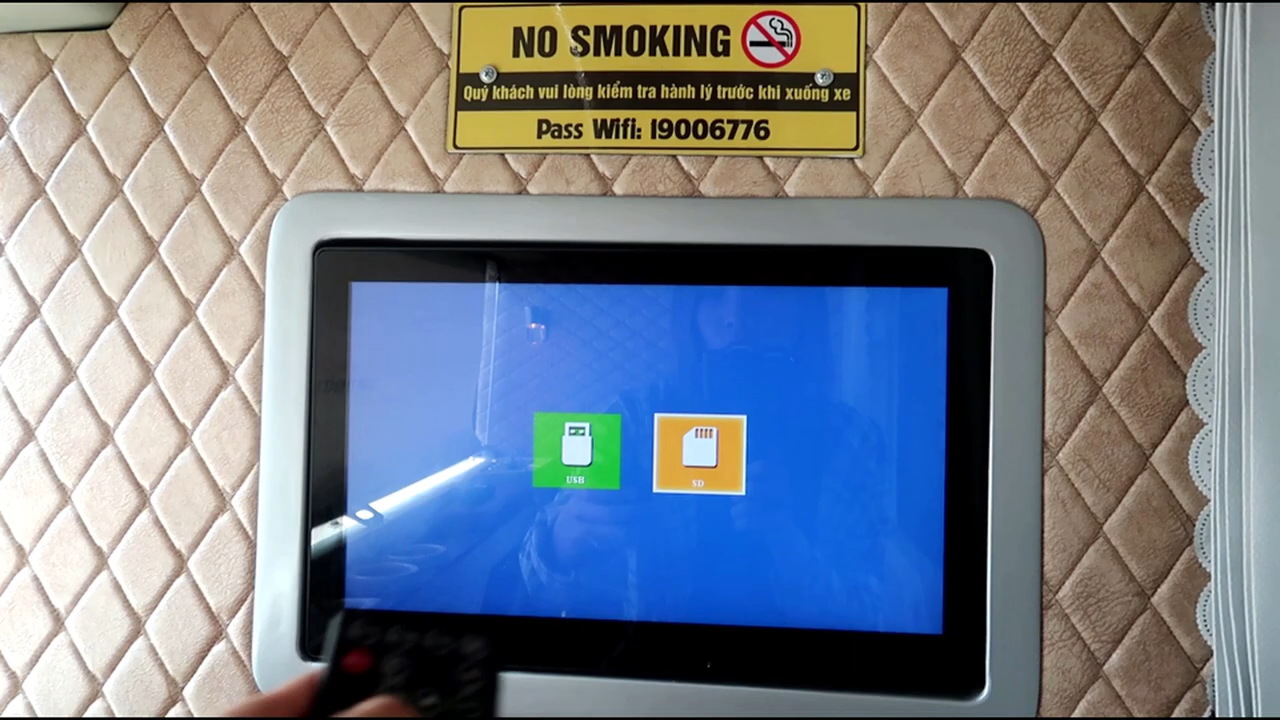 NO SMOKING
Quý khách vui lòng kiểm tra hành lý trước khi xuống xe
Pass Wifi: 19006776
USB
SD